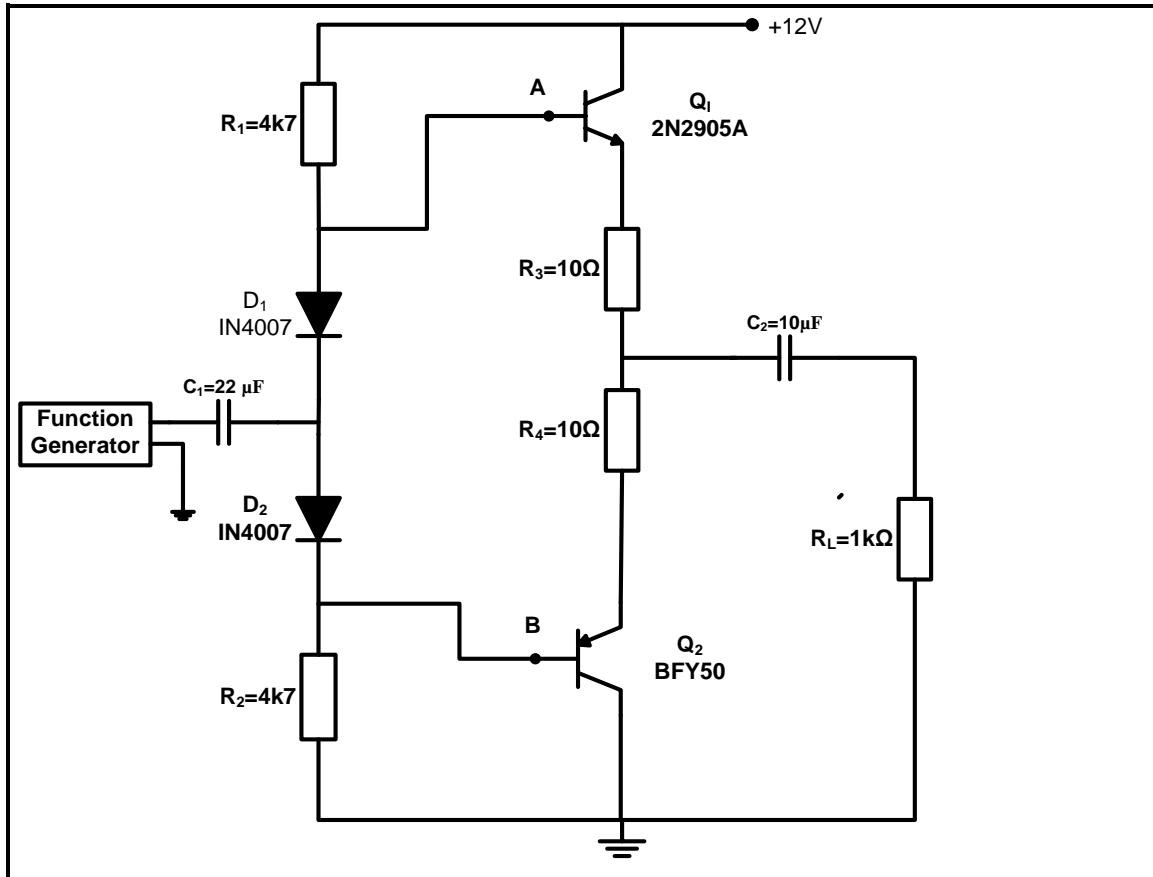 +12V
A
Q₁
2N2905A
R₁=4k7
R₃=10Ω
D₁
IN4007
C₂=10µF
C₁=22 µF
Function
Generator
R₄=10Ω
D₂
IN4007
R_L=1kΩ
B
Q₂
BFY50
R₂=4k7